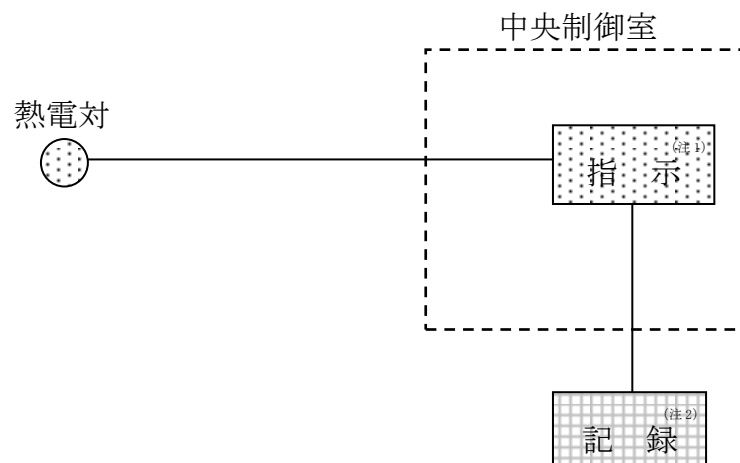 中央制御室
熱電対
(注1)
指 示
(注2)
記 録